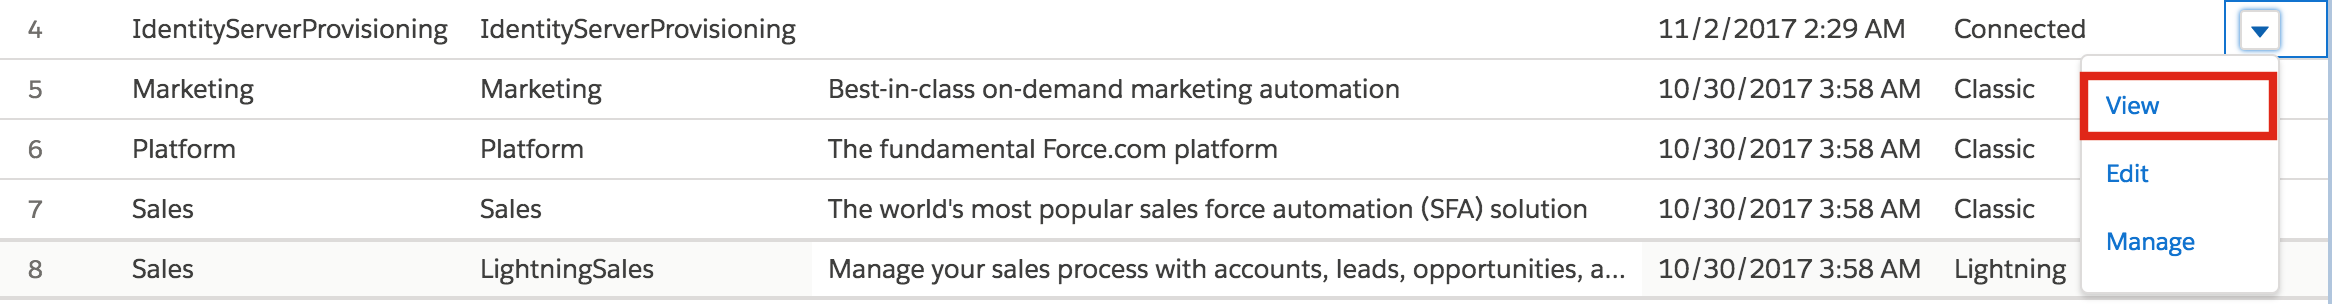 4 IdentityServerProvisioning IdentityServerProvisioning 11/2/2017 2:29 AM Connected
5 Marketing Marketing Best-in-class on-demand marketing automation 10/30/2017 3:58 AM Classic
View
6 Platform Platform The fundamental Force.com platform 10/30/2017 3:58 AM Classic
Edit
7 Sales Sales The world's most popular sales force automation (SFA) solution 10/30/2017 3:58 AM Classic
Manage
8 Sales LightningSales Manage your sales process with accounts, leads, opportunities, a... 10/30/2017 3:58 AM Lightning